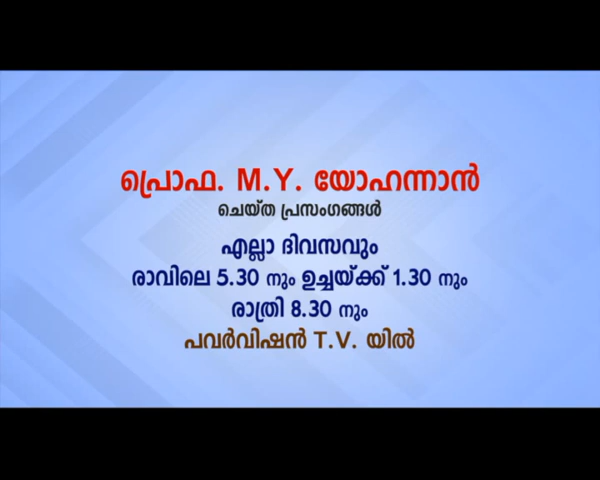 പ്രൊഫ. M.Y. യോഹന്നാൻ
ചെയ്ത പ്രസംഗങ്ങൾ
എല്ലാ ദിവസവും
രാവിലെ 5.30 നും ഉച്ചയ്ക്ക് 1.30 നും
രാത്രി 8.30 നും
പവർവിഷൻ T.V. യിൽ